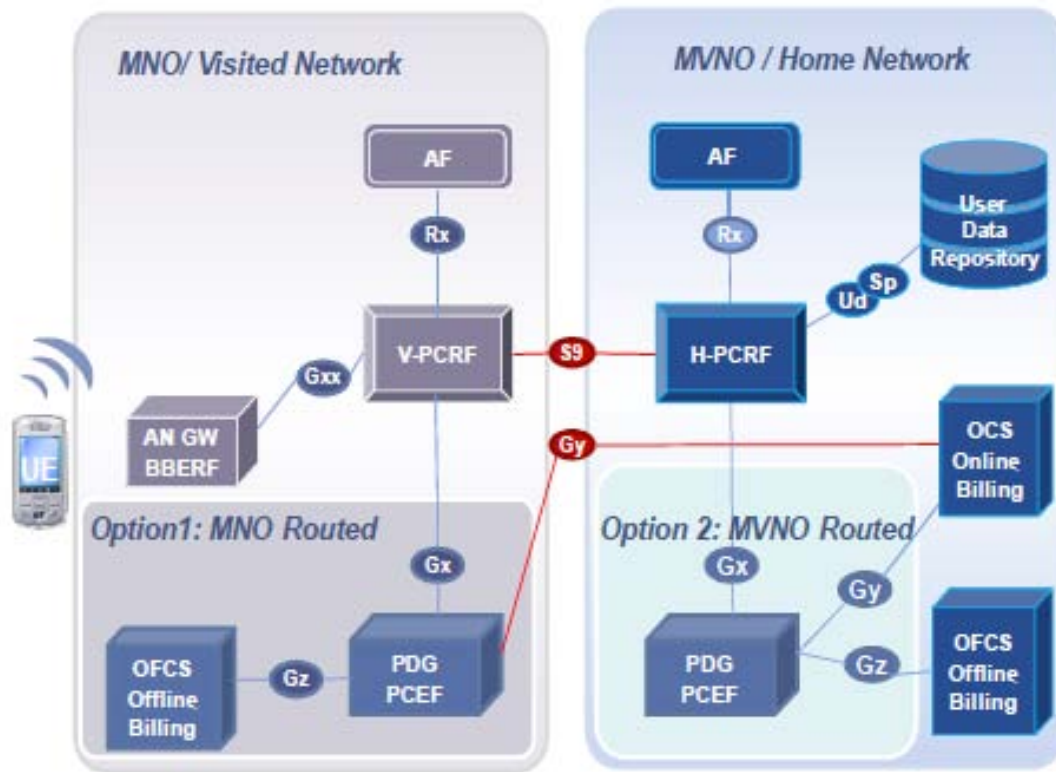 MNO/ Visited Network
MVNO / Home Network
AF
AF
Rx
Rx
User
Data
Repository
Sp
Ud
V-PCRF
S9
H-PCRF
Gxx
AN GW
BBERF
UE
Gy
OCS
Online
Billing
Option1: MNO Routed
Option 2: MVNO Routed
Gx
Gx
Gy
OFCS
Offline
Billing
Gz
PDG
PCEF
PDG
PCEF
Gz
OFCS
Offline
Billing